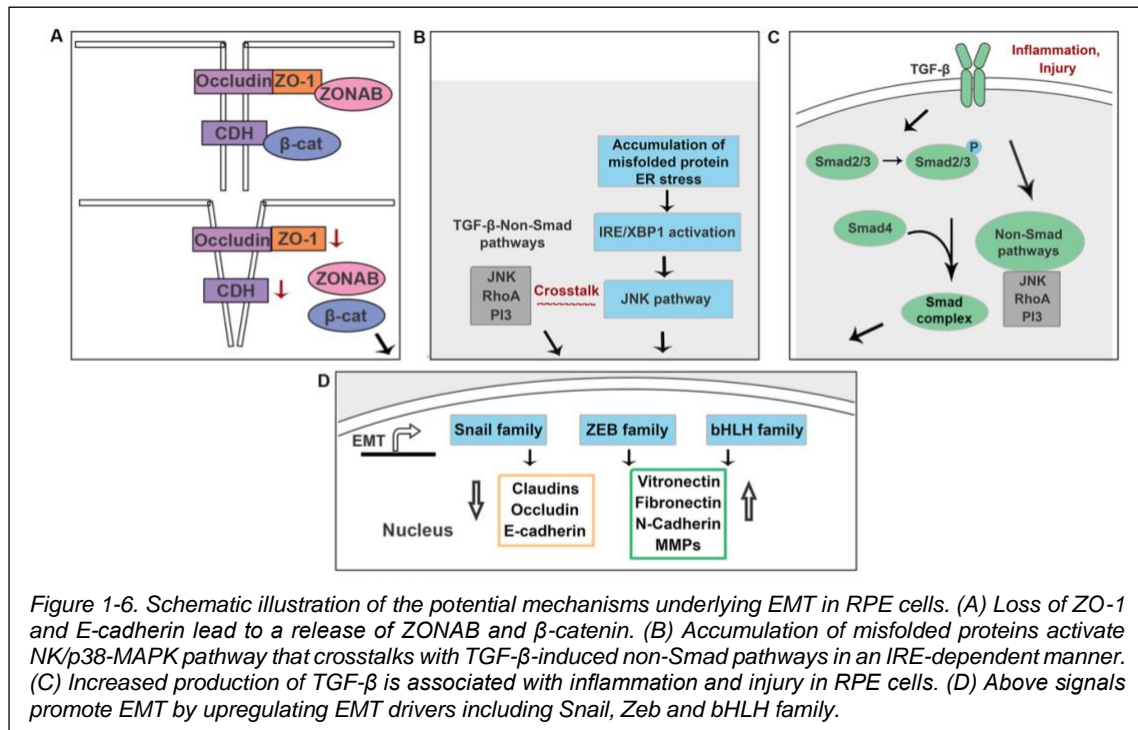 A
Occludin ZO-1
ZONAB
CDH
β-cat
Occludin ZO-1
CDH
ZONAB
β-cat
B
Accumulation of
misfolded protein
ER stress
IRE/XBP1 activation
TGF-β-Non-Smad
pathways
JNK
RhoA
PI3
Crosstalk
JNK pathway
C
Inflammation,
Injury
TGF-β
Smad2/3
Smad2/3
P
Smad4
Non-Smad
pathways
JNK
RhoA
PI3
Smad
complex
D
EMT
Snail family
ZEB family
bHLH family
Claudins
Occludin
E-cadherin
Vitronectin
Fibronectin
N-Cadherin
MMPs
Nucleus
Figure 1-6. Schematic illustration of the potential mechanisms underlying EMT in RPE cells. (A) Loss of ZO-1
and E-cadherin lead to a release of ZONAB and β-catenin. (B) Accumulation of misfolded proteins activate
NK/p38-MAPK pathway that crosstalks with TGF-β-induced non-Smad pathways in an IRE-dependent manner.
(C) Increased production of TGF-β is associated with inflammation and injury in RPE cells. (D) Above signals
promote EMT by upregulating EMT drivers including Snail, Zeb and bHLH family.